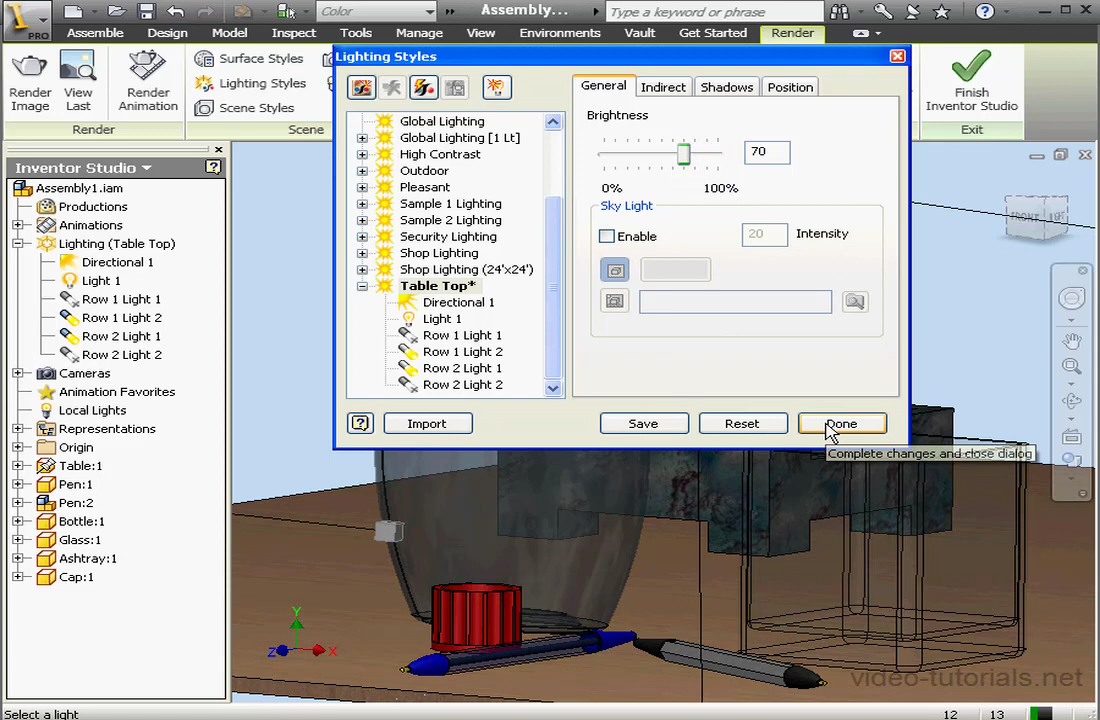 PRO
Color
Assembly...
Type a keyword or phrase
Assemble
Design
Model
Inspect
Tools
Manage
View
Environments
Vault
Get Started
Render
Render Image
View Last
Render Animation
Surface Styles
Lighting Styles
Scene Styles
Render
Scene
Finish Inventor Studio
Exit
Inventor Studio
Assembly1.iam
Productions
Animations
Lighting (Table Top)
Directional 1
Light 1
Row 1 Light 1
Row 1 Light 2
Row 2 Light 1
Row 2 Light 2
Cameras
Animation Favorites
Local Lights
Representations
Origin
Table:1
Pen:1
Pen:2
Bottle:1
Glass:1
Ashtray:1
Cap:1
Lighting Styles
Global Lighting
Global Lighting [1 Lt]
High Contrast
Outdoor
Pleasant
Sample 1 Lighting
Sample 2 Lighting
Security Lighting
Shop Lighting
Shop Lighting (24'x24')
Table Top*
Directional 1
Light 1
Row 1 Light 1
Row 1 Light 2
Row 2 Light 1
Row 2 Light 2
General
Indirect
Shadows
Position
Brightness
70
0%
100%
Sky Light
Enable
20
Intensity
Import
Save
Reset
Done
Complete changes and close dialog
FRONT
Z
Y
X
video-tutorials.net
Select a light
12
13